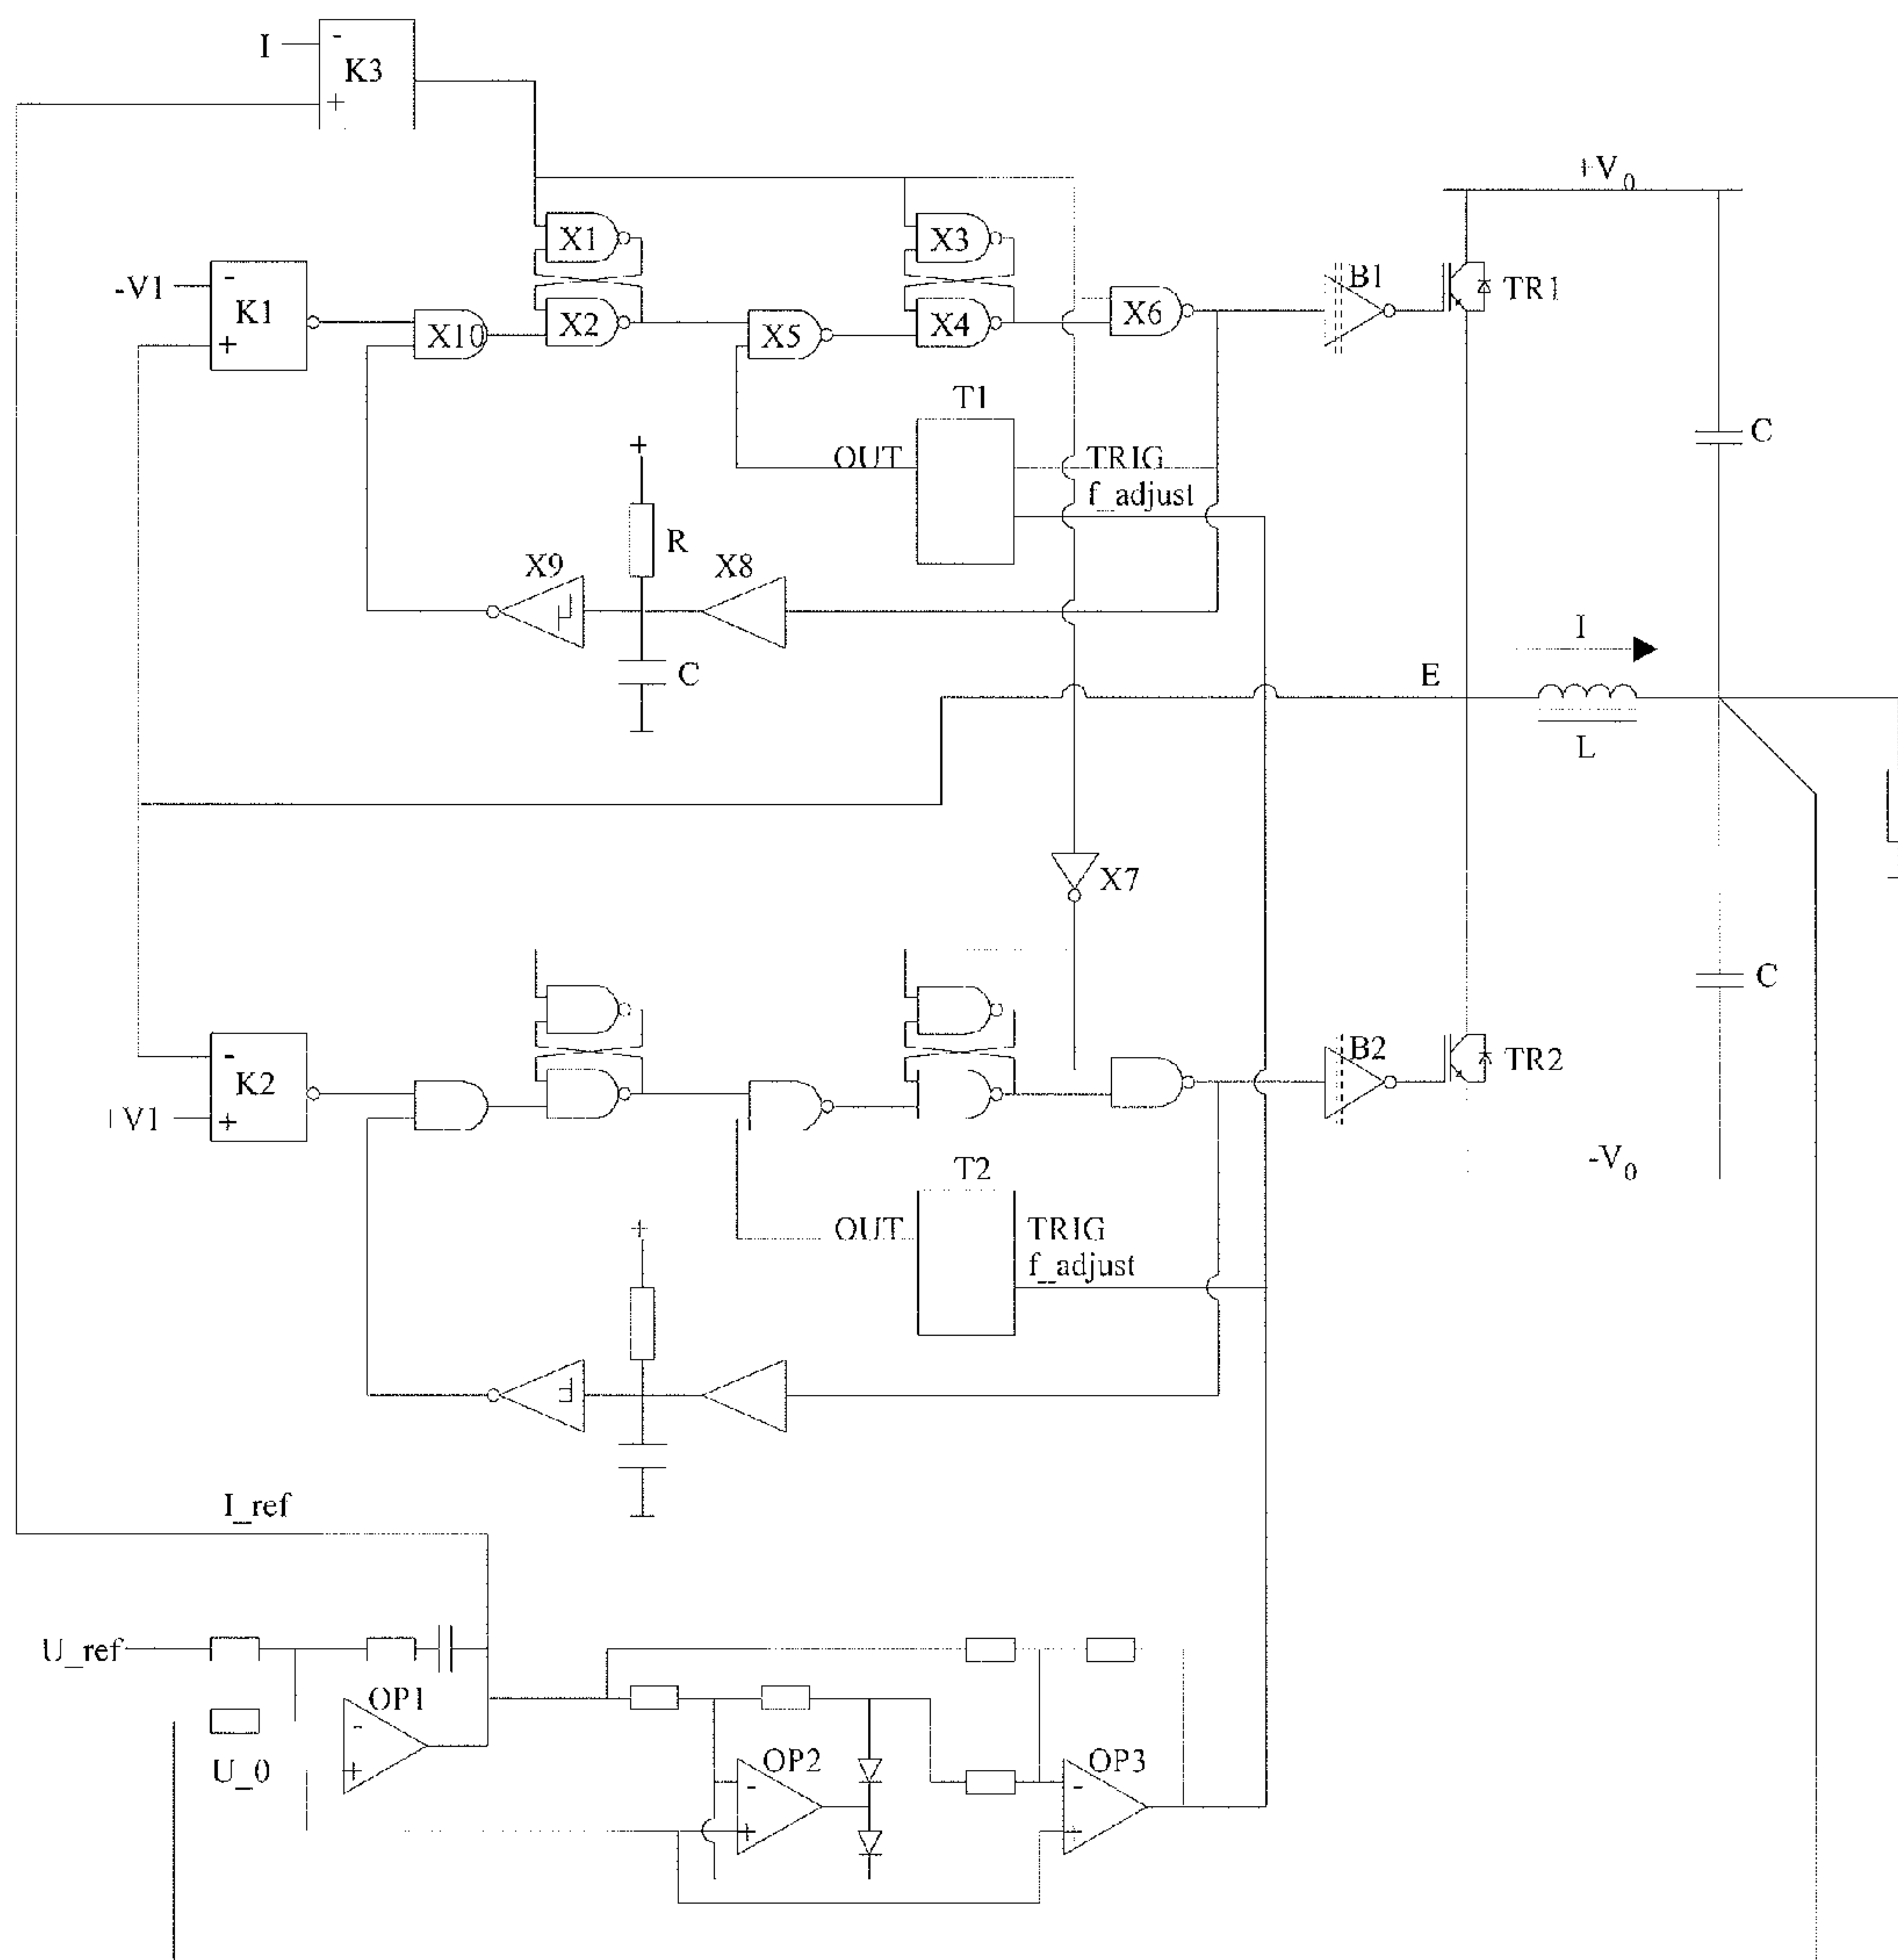 I
-
K3
+
+V0
X1
X3
-V1
-
K1
+
X10
X2
X5
X4
X6
B1
TR1
T1
+
OUT
TRIG
f_adjust
C
R
X9
X8
C
I
E
L
X7
C
-
K2
+V1
+
B2
TR2
T2
-V0
+
OUT
TRIG
f_adjust
I_ref
U_ref
OP1
-
+
U_0
OP2
-
+
OP3
-
+